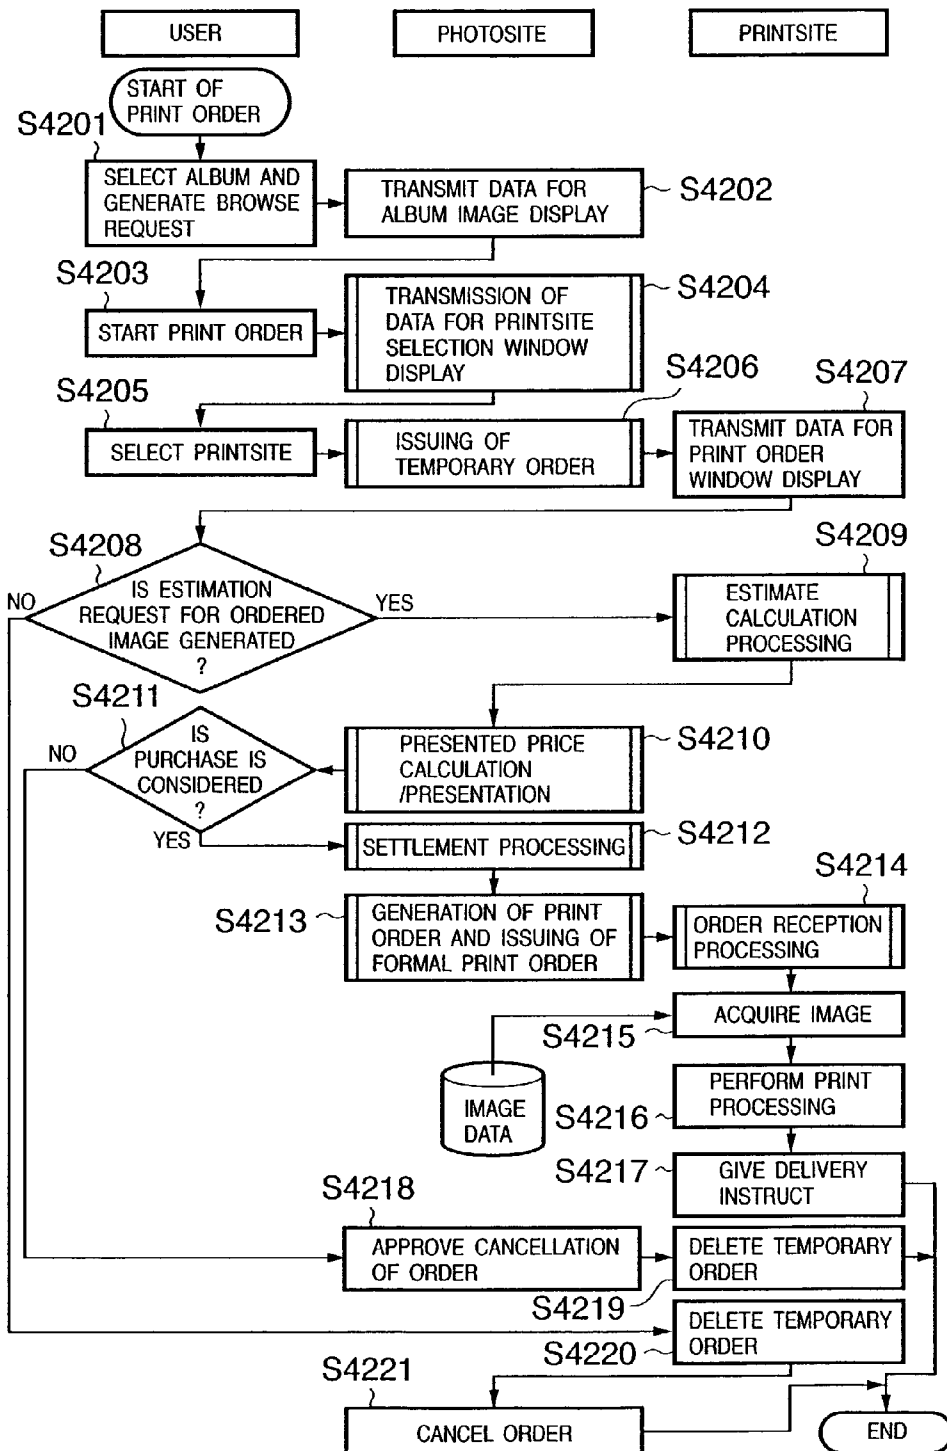 USER
PHOTOSITE
PRINTSITE
START OF
PRINT ORDER
S4201
SELECT ALBUM AND
GENERATE BROWSE
REQUEST
TRANSMIT DATA FOR
ALBUM IMAGE DISPLAY
S4202
S4203
START PRINT ORDER
TRANSMISSION OF
DATA FOR PRINTSITE
SELECTION WINDOW
DISPLAY
S4204
S4205
SELECT PRINTSITE
S4206
ISSUING OF
TEMPORARY ORDER
S4207
TRANSMIT DATA FOR
PRINT ORDER
WINDOW DISPLAY
S4208
NO
IS ESTIMATION
REQUEST FOR ORDERED
IMAGE GENERATED
?
YES
S4209
ESTIMATE
CALCULATION
PROCESSING
S4211
NO
IS
PURCHASE IS
CONSIDERED
?
YES
PRESENTED PRICE
CALCULATION
/PRESENTATION
S4210
SETTLEMENT PROCESSING
S4212
S4213
GENERATION OF PRINT
ORDER AND ISSUING OF
FORMAL PRINT ORDER
S4214
ORDER RECEPTION
PROCESSING
ACQUIRE IMAGE
S4215
IMAGE
DATA
PERFORM PRINT
PROCESSING
S4216
S4217
GIVE DELIVERY
INSTRUCT
S4218
APPROVE CANCELLATION
OF ORDER
DELETE TEMPORARY
ORDER
S4219
DELETE TEMPORARY
ORDER
S4220
S4221
CANCEL ORDER
END